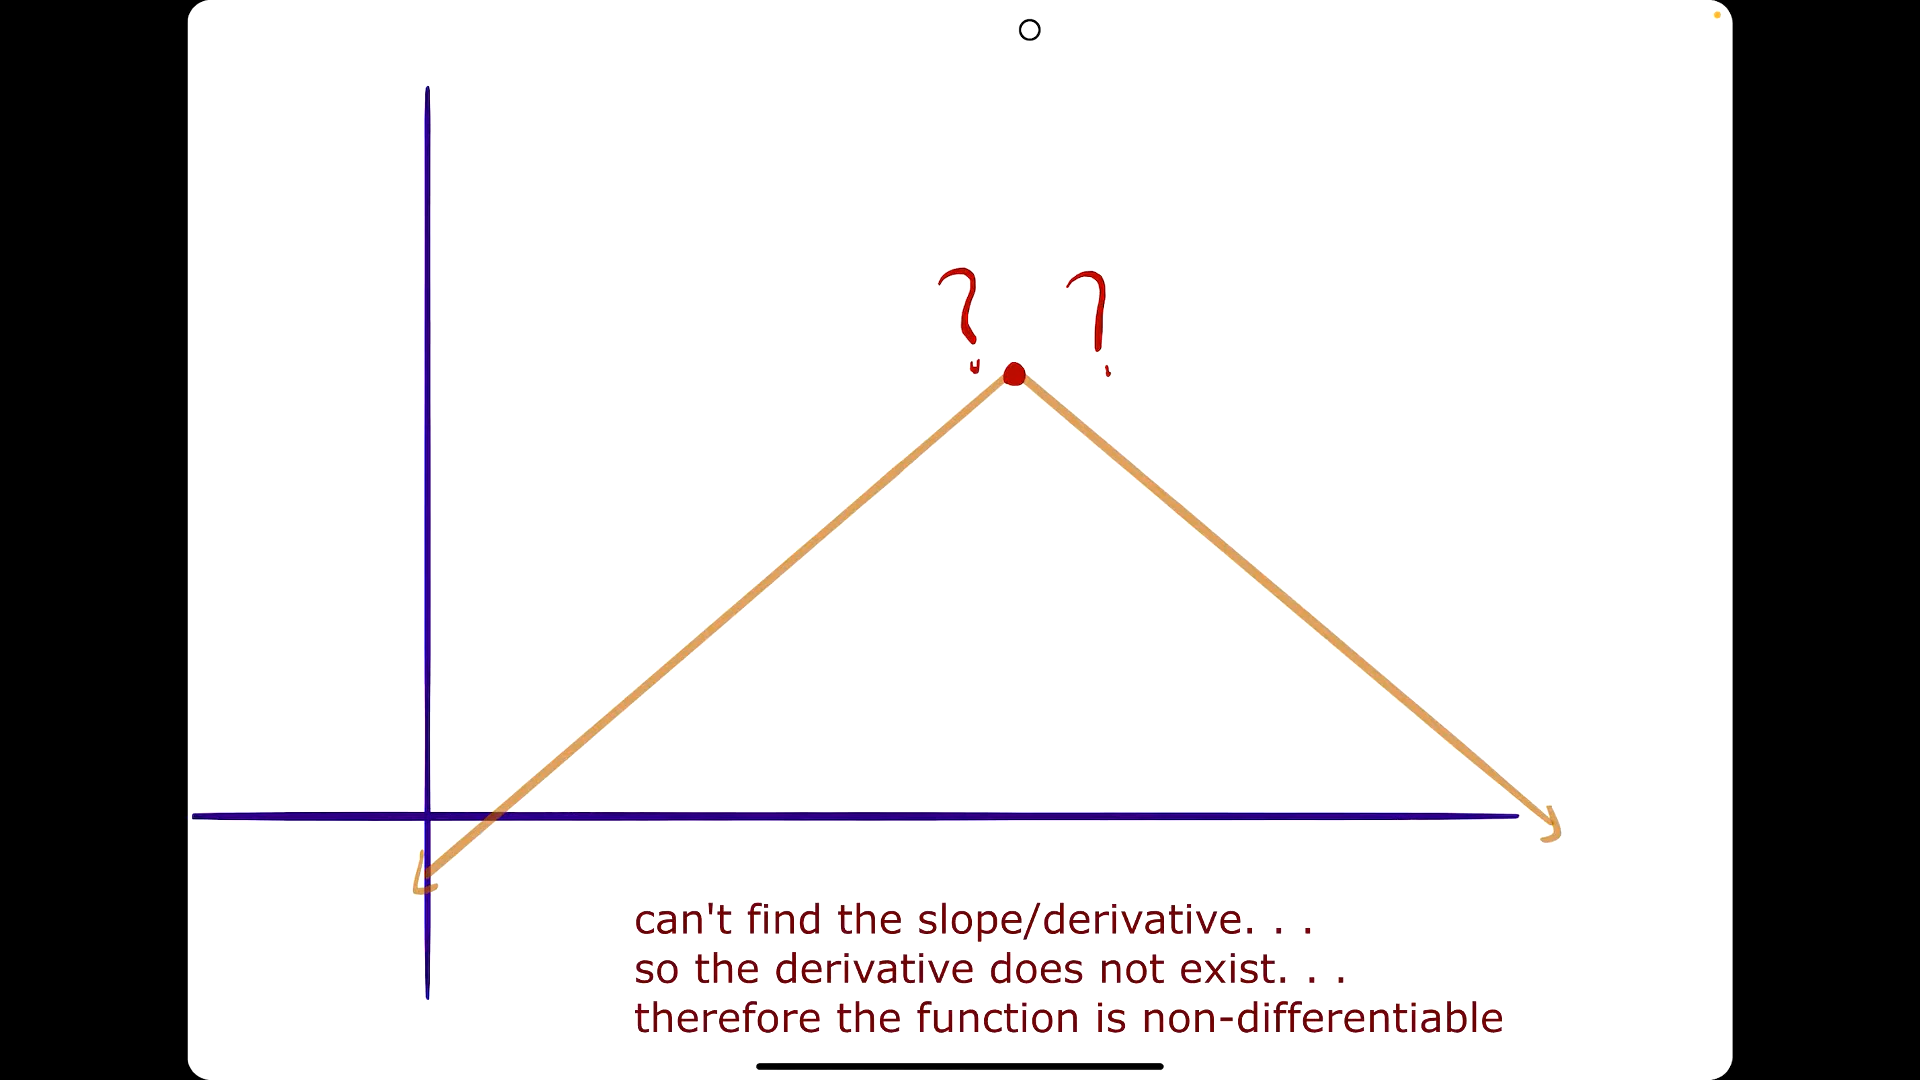 ? ?
can't find the slope/derivative. . .
so the derivative does not exist. . .
therefore the function is non-differentiable